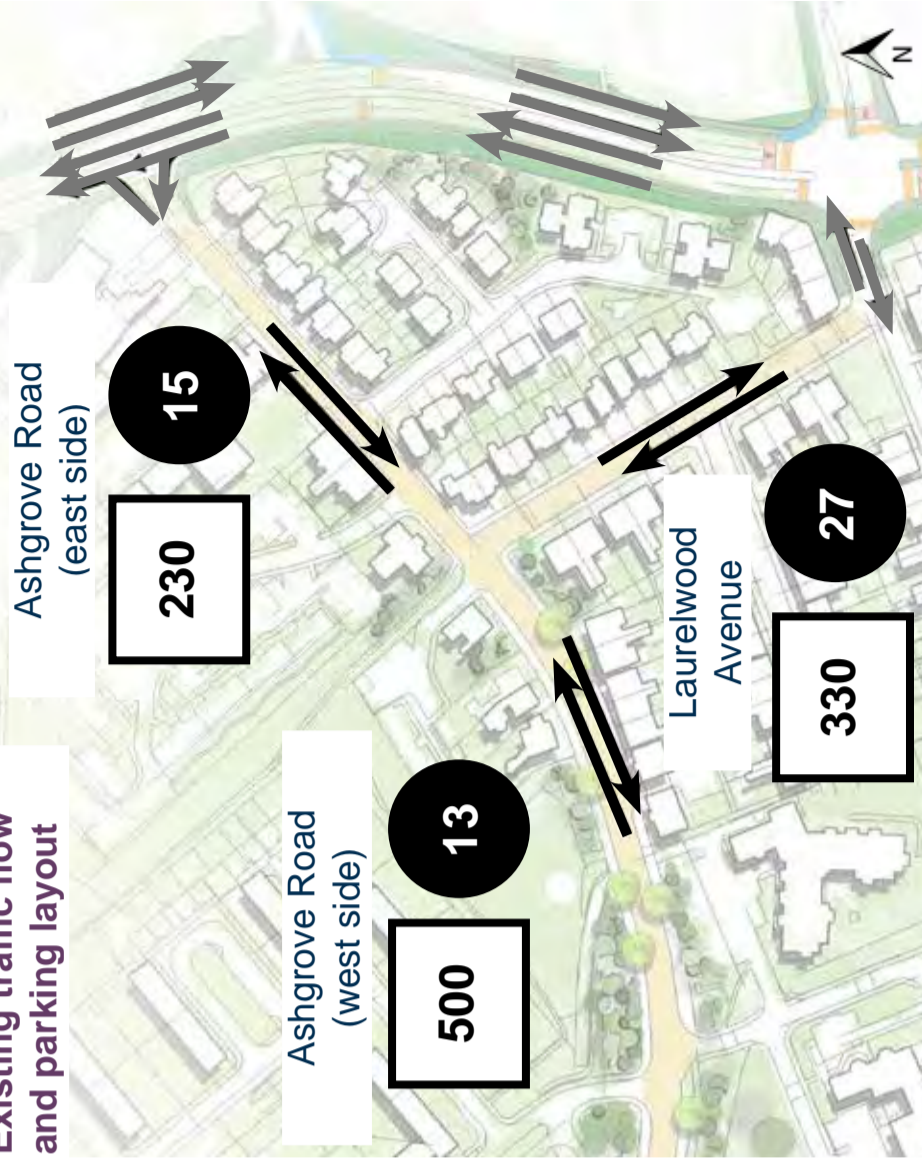 Existing traffic flow
and parking layout
Ashgrove Road
(west side)
500
13
Ashgrove Road
(east side)
230
15
Laurelwood
Avenue
330
27
N